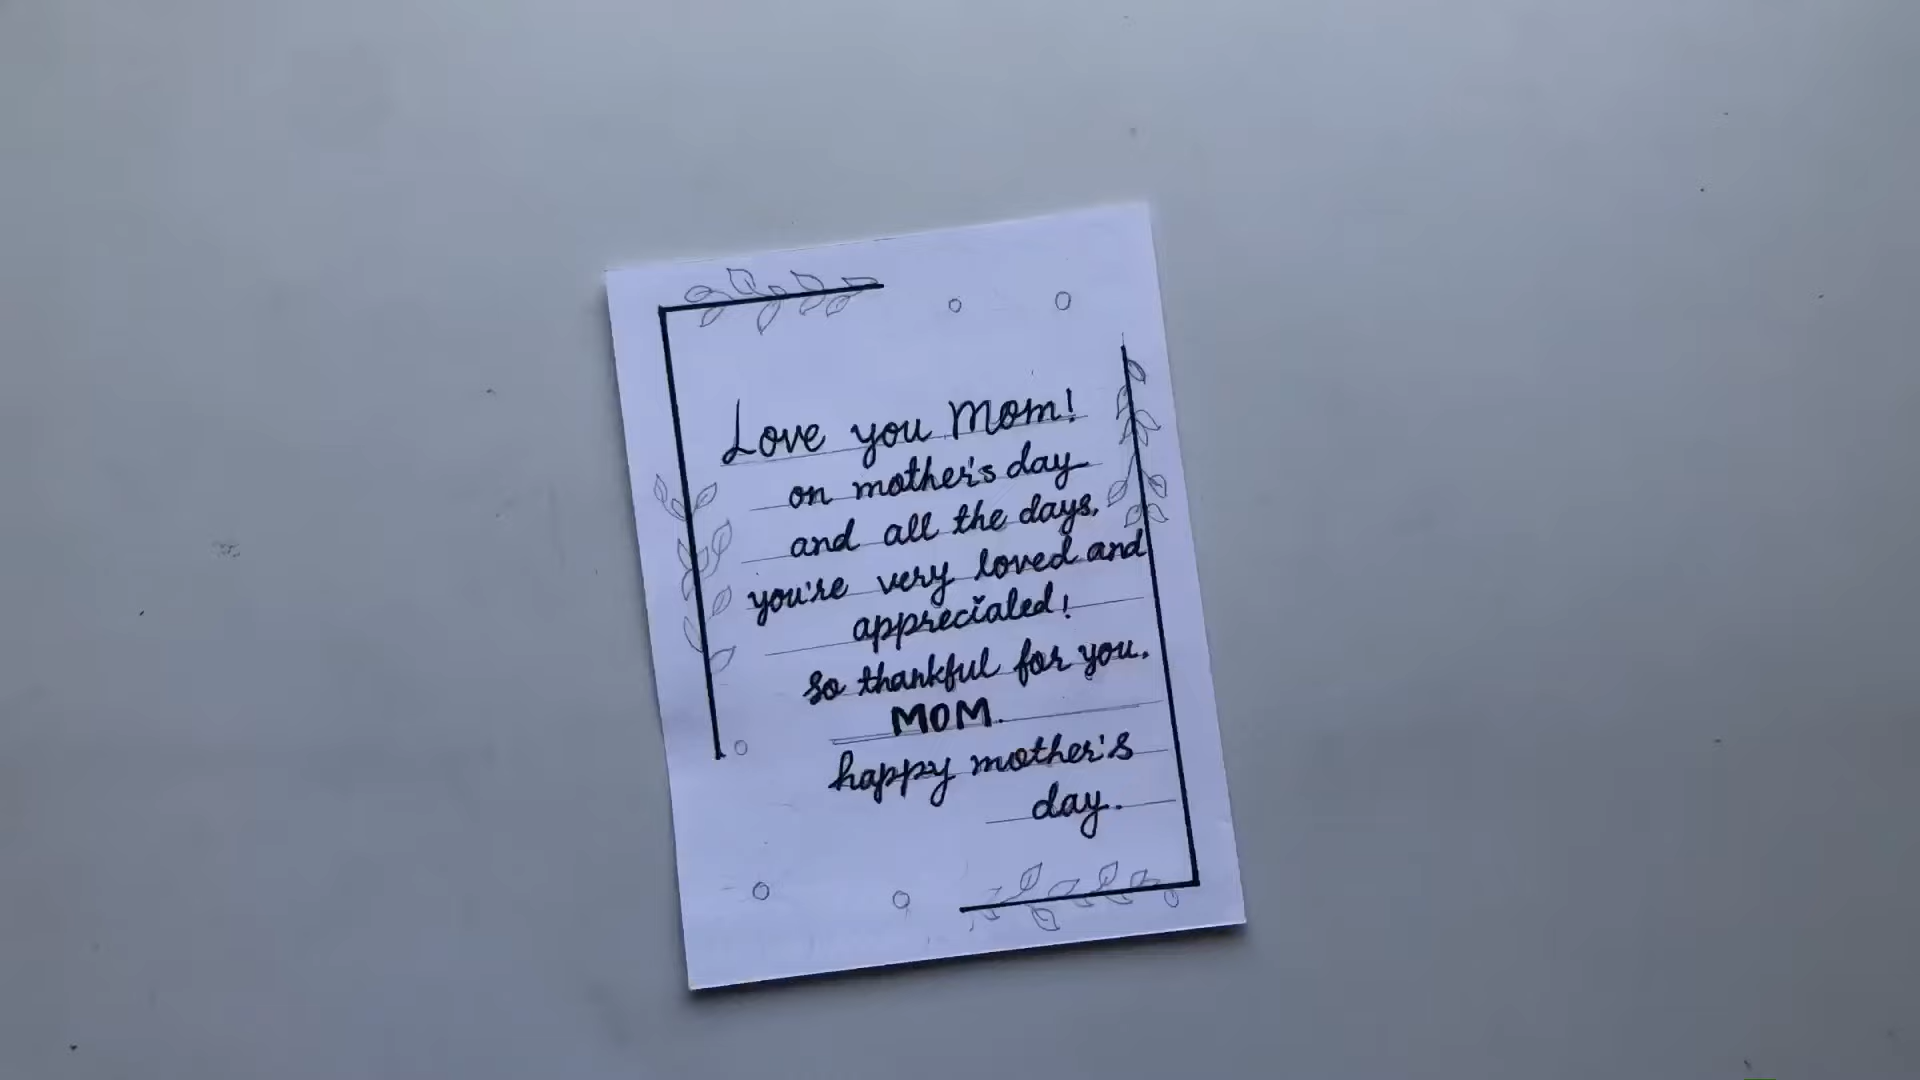 Love you Mom!
on mother's day
and all the days,
you're very loved and
appreciated!
So thankful for you.
MOM.
happy mother's
day.